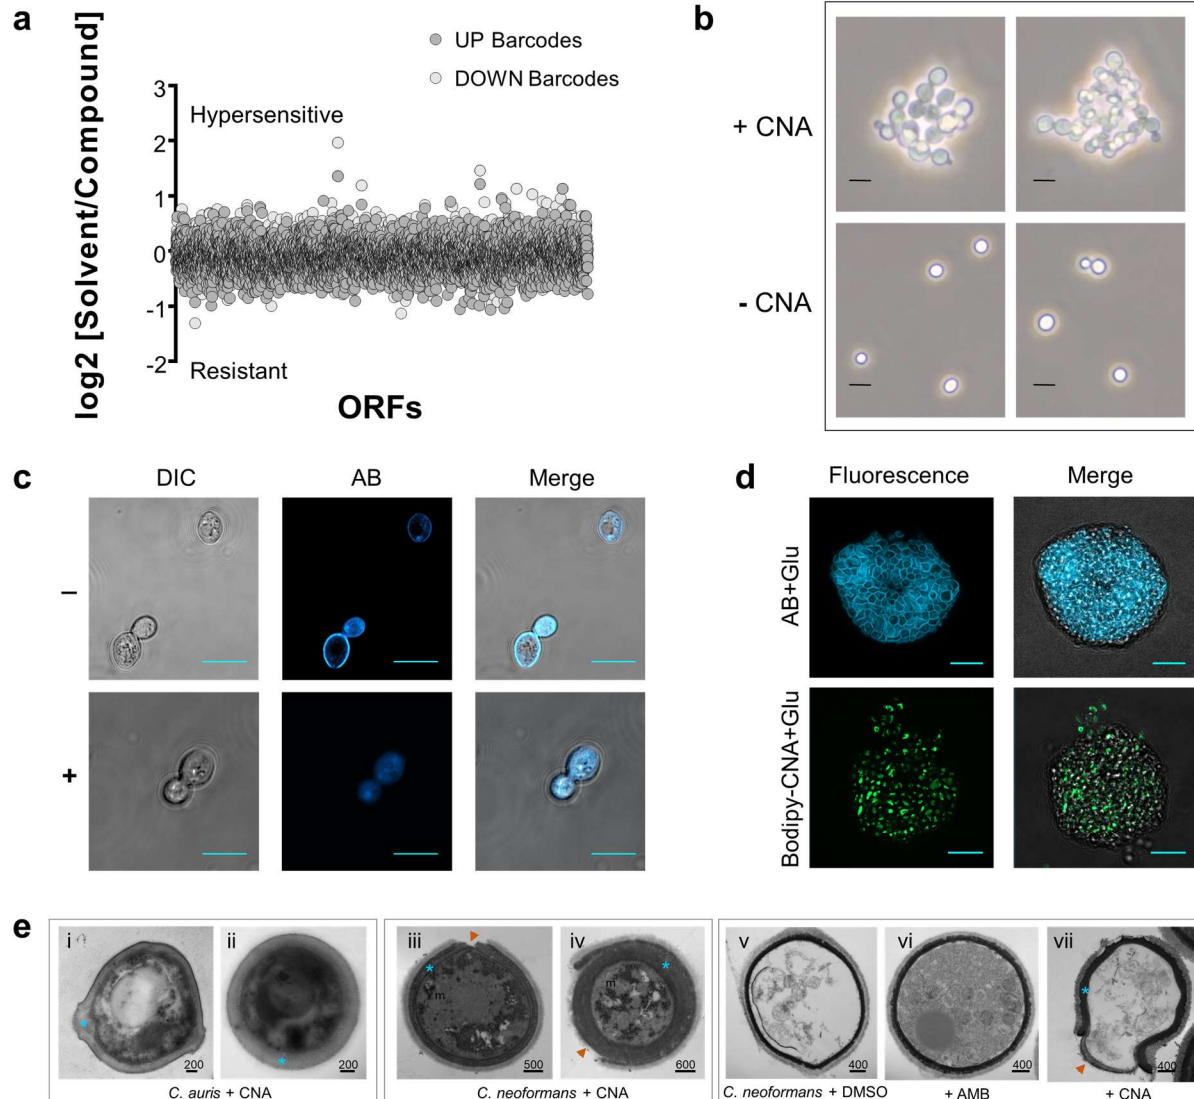 a
log2 [Solvent/Compound]
UP Barcodes
DOWN Barcodes
3
Hypersensitive
2
1
0
-1
-2
Resistant
ORFs
b
+ CNA
- CNA
c
DIC
AB
Merge
–
+
d
Fluorescence
Merge
AB+Glu
Bodipy-CNA+Glu
e
i
ii
iii
iv
v
vi
vii
m
m
200
200
500
600
400
400
400
C. auris + CNA
C. neoformans + CNA
C. neoformans + DMSO
+ AMB
+ CNA